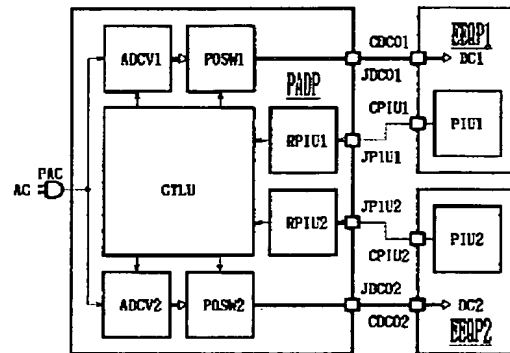 CDCO1
EEQP1
ADCV1
POSW1
DC1
JDCO1
PADP
CPIU1
RPIU1
PIU1
JPIU1
PAC
AC
CTLU
JPIU2
RPIU2
PIU2
CPIU2
JDCO2
ADCV2
POSW2
DC2
CDCO2
EEQP2